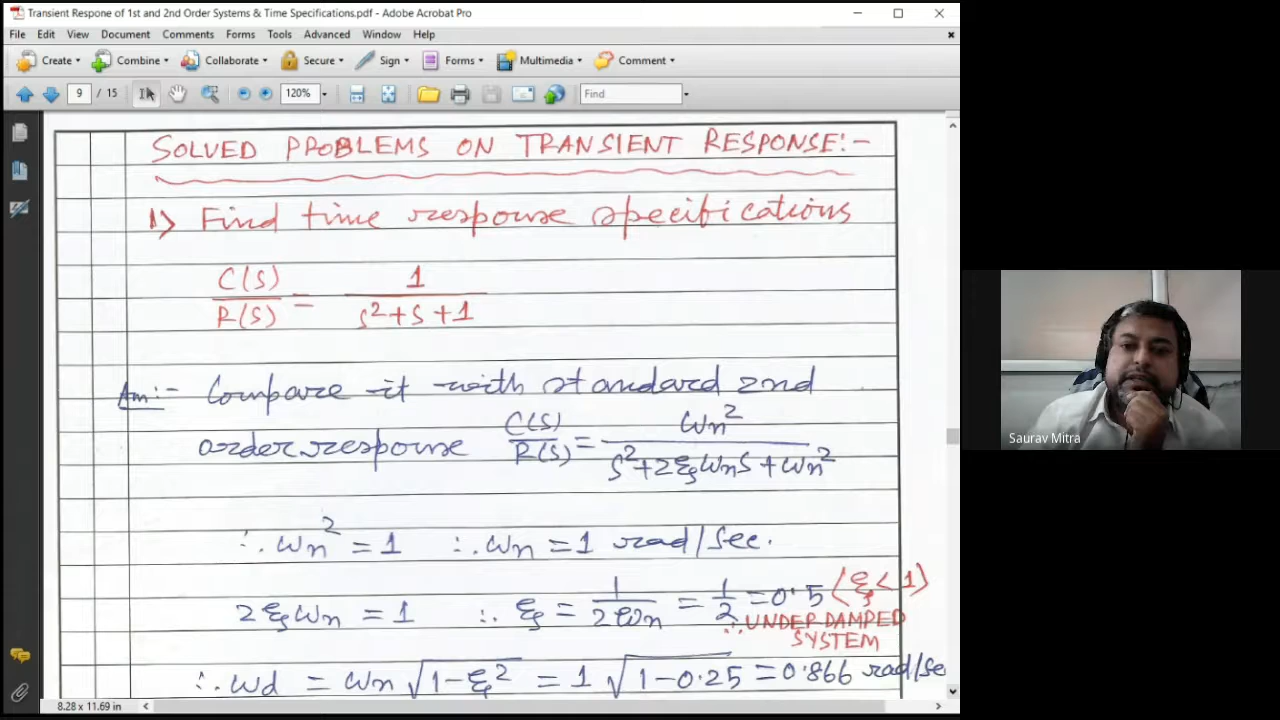 Transient Respone of 1st and 2nd Order Systems & Time Specifications.pdf - Adobe Acrobat Pro
File Edit View Document Comments Forms Tools Advanced Window Help
Create Combine Collaborate Secure Sign Forms Multimedia Comment
9 / 15 120% Find
SOLVED PROBLEMS ON TRANSIENT RESPONSE:-
1) Find time response specifications
C(S)/R(S) = 1/(s²+s+1)
Ans:- Compare it with standard 2nd
order response C(S)/R(S) = ωn²/(s²+2ξωns+ωn²)
∴ ωn² = 1 ∴ ωn = 1 rad/sec.
2ξωn = 1 ∴ ξ = 1/2ωn = 1/2 = 0.5 (ξ < 1)
∴ UNDER DAMPED
SYSTEM
∴ ωd = ωn√1-ξ² = 1√1-0.25 = 0.866 rad/se
8.28 x 11.69 in
Saurav Mitra